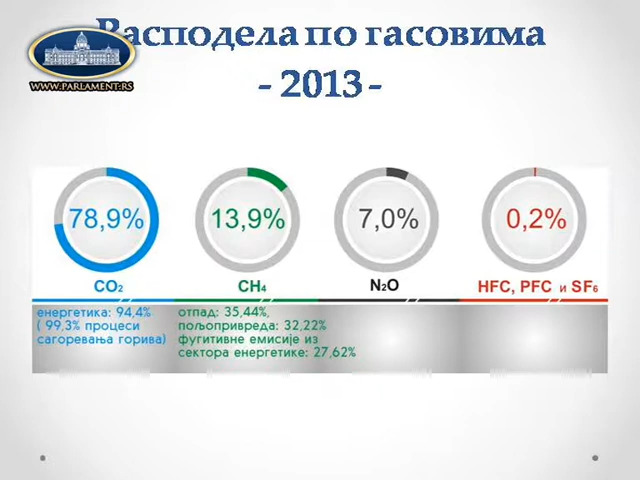 Расподела по гасовима
- 2013 -
WWW.PARLAMENT.RS
78,9%
13,9%
7,0%
0,2%
CO2
CH4
N2O
HFC, PFC и SF6
енергетика: 94,4%
( 99,3% процеси
сагоревања горива)
отпад: 35,44%,
пољопривреда: 32,22%
фугитивне емисије из
сектора енергетике: 27,62%